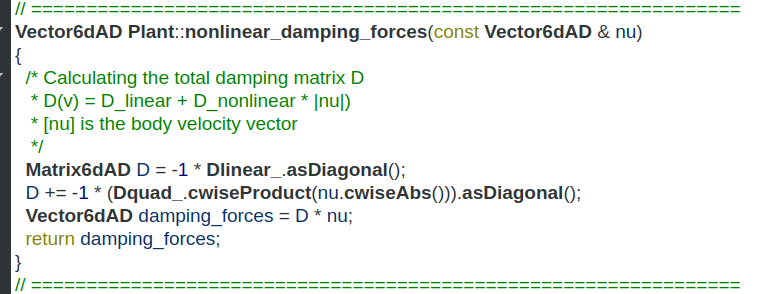 // ==================================================================
Vector6dAD Plant::nonlinear_damping_forces(const Vector6dAD & nu)
{
/* Calculating the total damping matrix D
* D(v) = D_linear + D_nonlinear * |nu|)
* [nu] is the body velocity vector
*/
Matrix6dAD D = -1 * Dlinear_.asDiagonal();
D += -1 * (Dquad_.cwiseProduct(nu.cwiseAbs())).asDiagonal();
Vector6dAD damping_forces = D * nu;
return damping_forces;
}
// ==================================================================